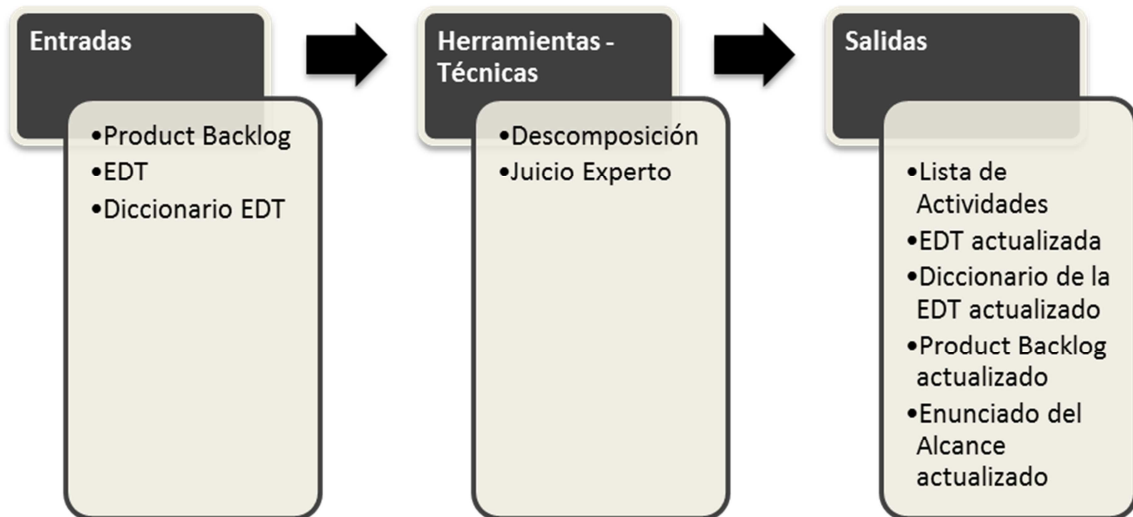 Entradas
•Product Backlog
•EDT
•Diccionario EDT
Herramientas -
Técnicas
•Descomposición
•Juicio Experto
Salidas
•Lista de
Actividades
•EDT actualizada
•Diccionario de la
EDT actualizado
•Product Backlog
actualizado
•Enunciado del
Alcance
actualizado